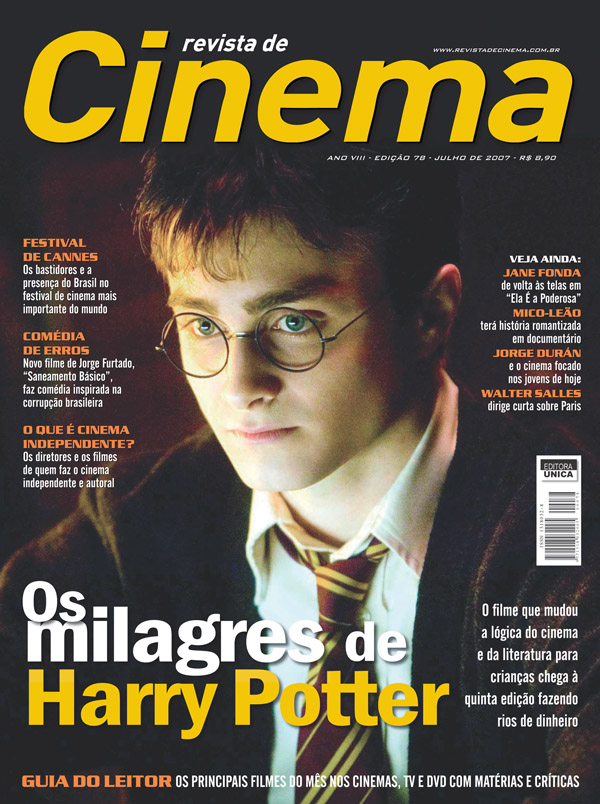 revista de
www.revistadecinema.com.br
Cinema
ANO VIII - EDIÇÃO 78 - JULHO DE 2007 - R$ 8,90
FESTIVAL
DE CANNES
Os bastidores e a
presença do Brasil no
festival de cinema mais
importante do mundo
COMÉDIA
DE ERROS
Novo filme de Jorge Furtado,
“Saneamento Básico”,
faz comédia inspirada na
corrupção brasileira
O QUE É CINEMA
INDEPENDENTE?
Os diretores e os filmes
de quem faz o cinema
independente e autoral
VEJA AINDA:
JANE FONDA
de volta às telas em
“Ela É a Poderosa”
MICO-LEÃO
terá história romantizada
em documentário
JORGE DURÁN
e o cinema focado
nos jovens de hoje
WALTER SALLES
dirige curta sobre Paris
EDITORA
ÚNICA
Os
milagres de
Harry Potter
O filme que mudou
a lógica do cinema
e da literatura para
crianças chega à
quinta edição fazendo
rios de dinheiro
GUIA DO LEITOR OS PRINCIPAIS FILMES DO MÊS NOS CINEMAS, TV E DVD COM MATÉRIAS E CRÍTICAS